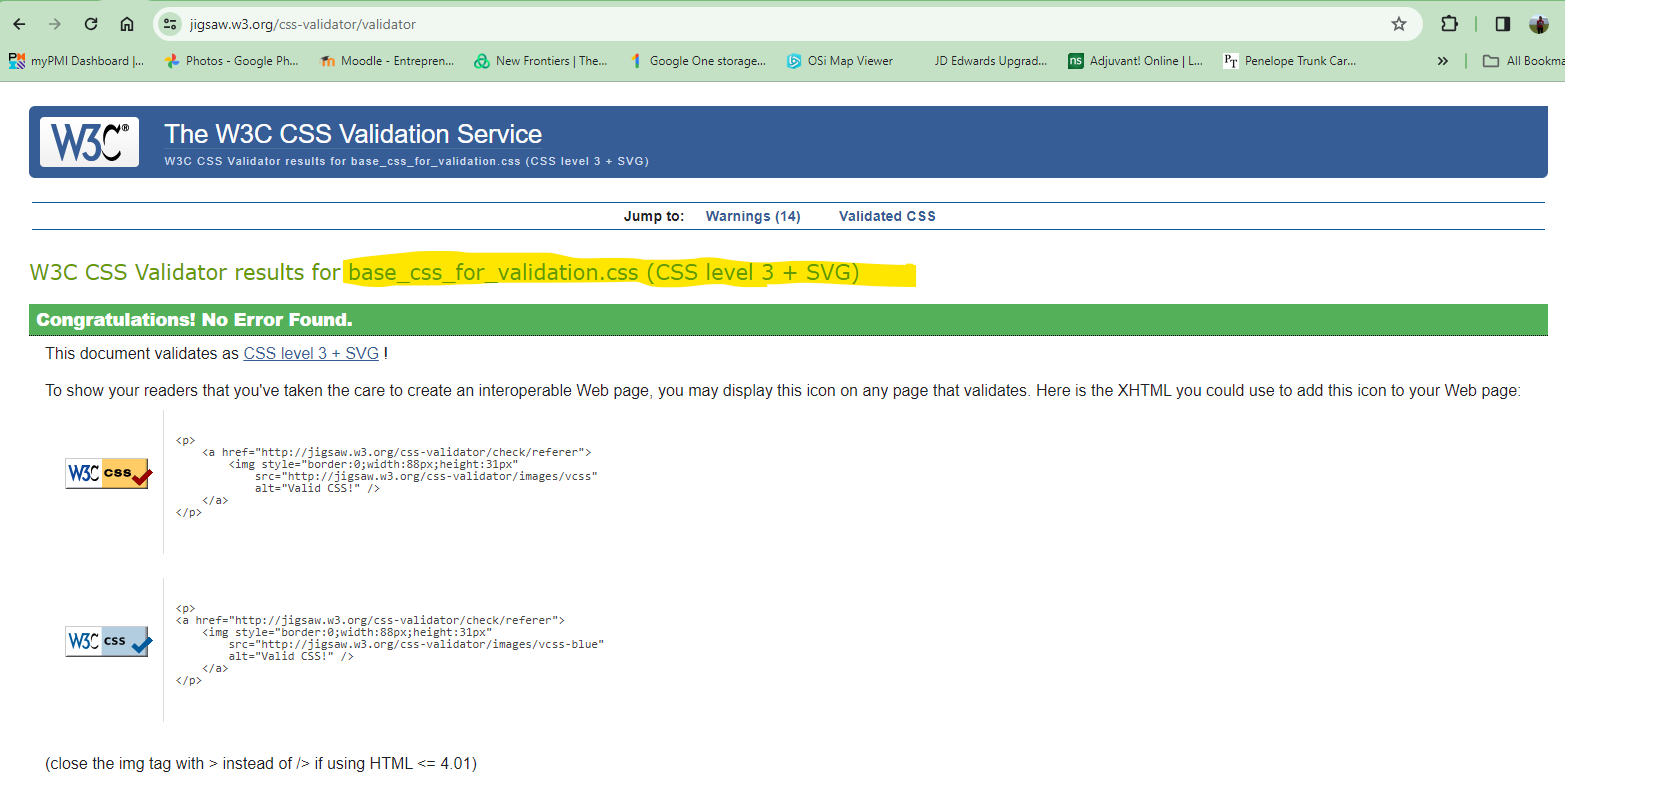 jigsaw.w3.org/css-validator/validator
myPMI Dashboard |... Photos - Google Ph... Moodle - Entrepren... New Frontiers | The... Google One storage... OSi Map Viewer JD Edwards Upgrad... ns Adjuvant! Online | L... PT Penelope Trunk Car... » All Bookma
W3C® The W3C CSS Validation Service
W3C CSS Validator results for base_css_for_validation.css (CSS level 3 + SVG)
Jump to: Warnings (14) Validated CSS
W3C CSS Validator results for base_css_for_validation.css (CSS level 3 + SVG)
Congratulations! No Error Found.
This document validates as CSS level 3 + SVG !
To show your readers that you've taken the care to create an interoperable Web page, you may display this icon on any page that validates. Here is the XHTML you could use to add this icon to your Web page:
<p>
<a href="http://jigsaw.w3.org/css-validator/check/referer">
<img style="border:0;width:88px;height:31px"
W3C css src="http://jigsaw.w3.org/css-validator/images/vcss"
alt="Valid CSS!" />
</a>
</p>
<p>
<a href="http://jigsaw.w3.org/css-validator/check/referer">
<img style="border:0;width:88px;height:31px"
W3C css src="http://jigsaw.w3.org/css-validator/images/vcss-blue"
alt="Valid CSS!" />
</a>
</p>
(close the img tag with > instead of /> if using HTML <= 4.01)